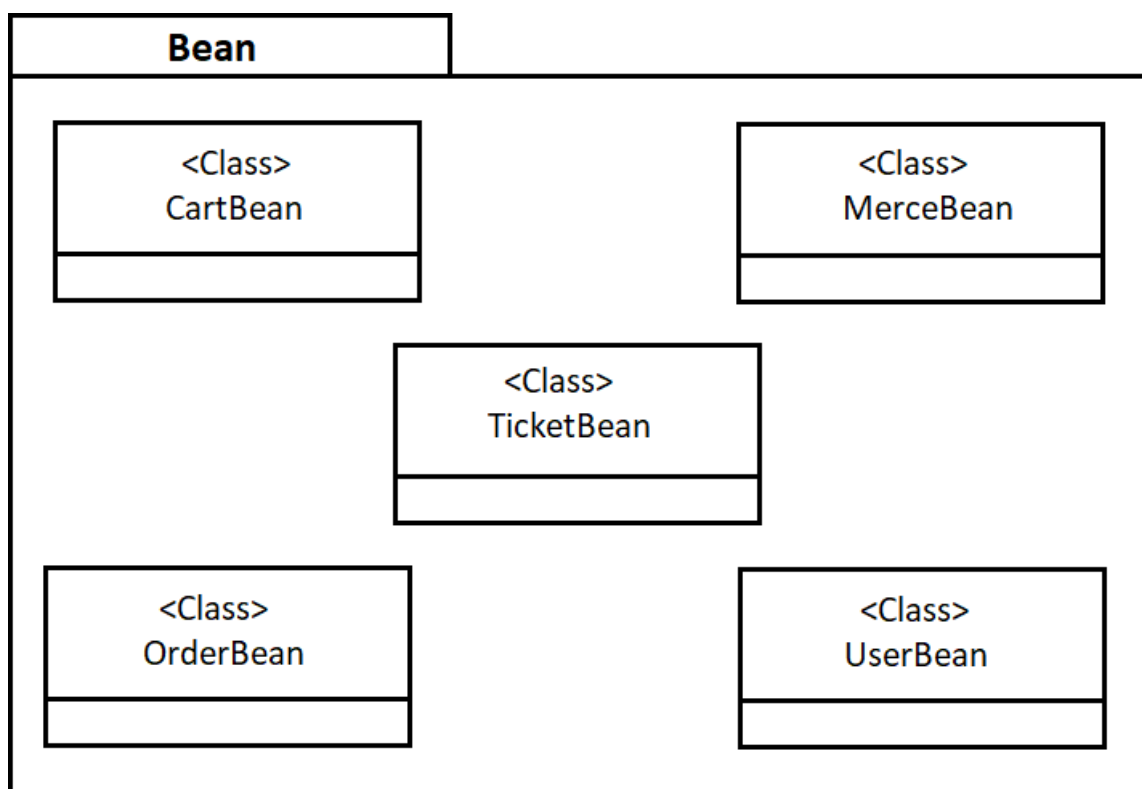 Bean
<Class>
CartBean
<Class>
MerceBean
<Class>
TicketBean
<Class>
OrderBean
<Class>
UserBean